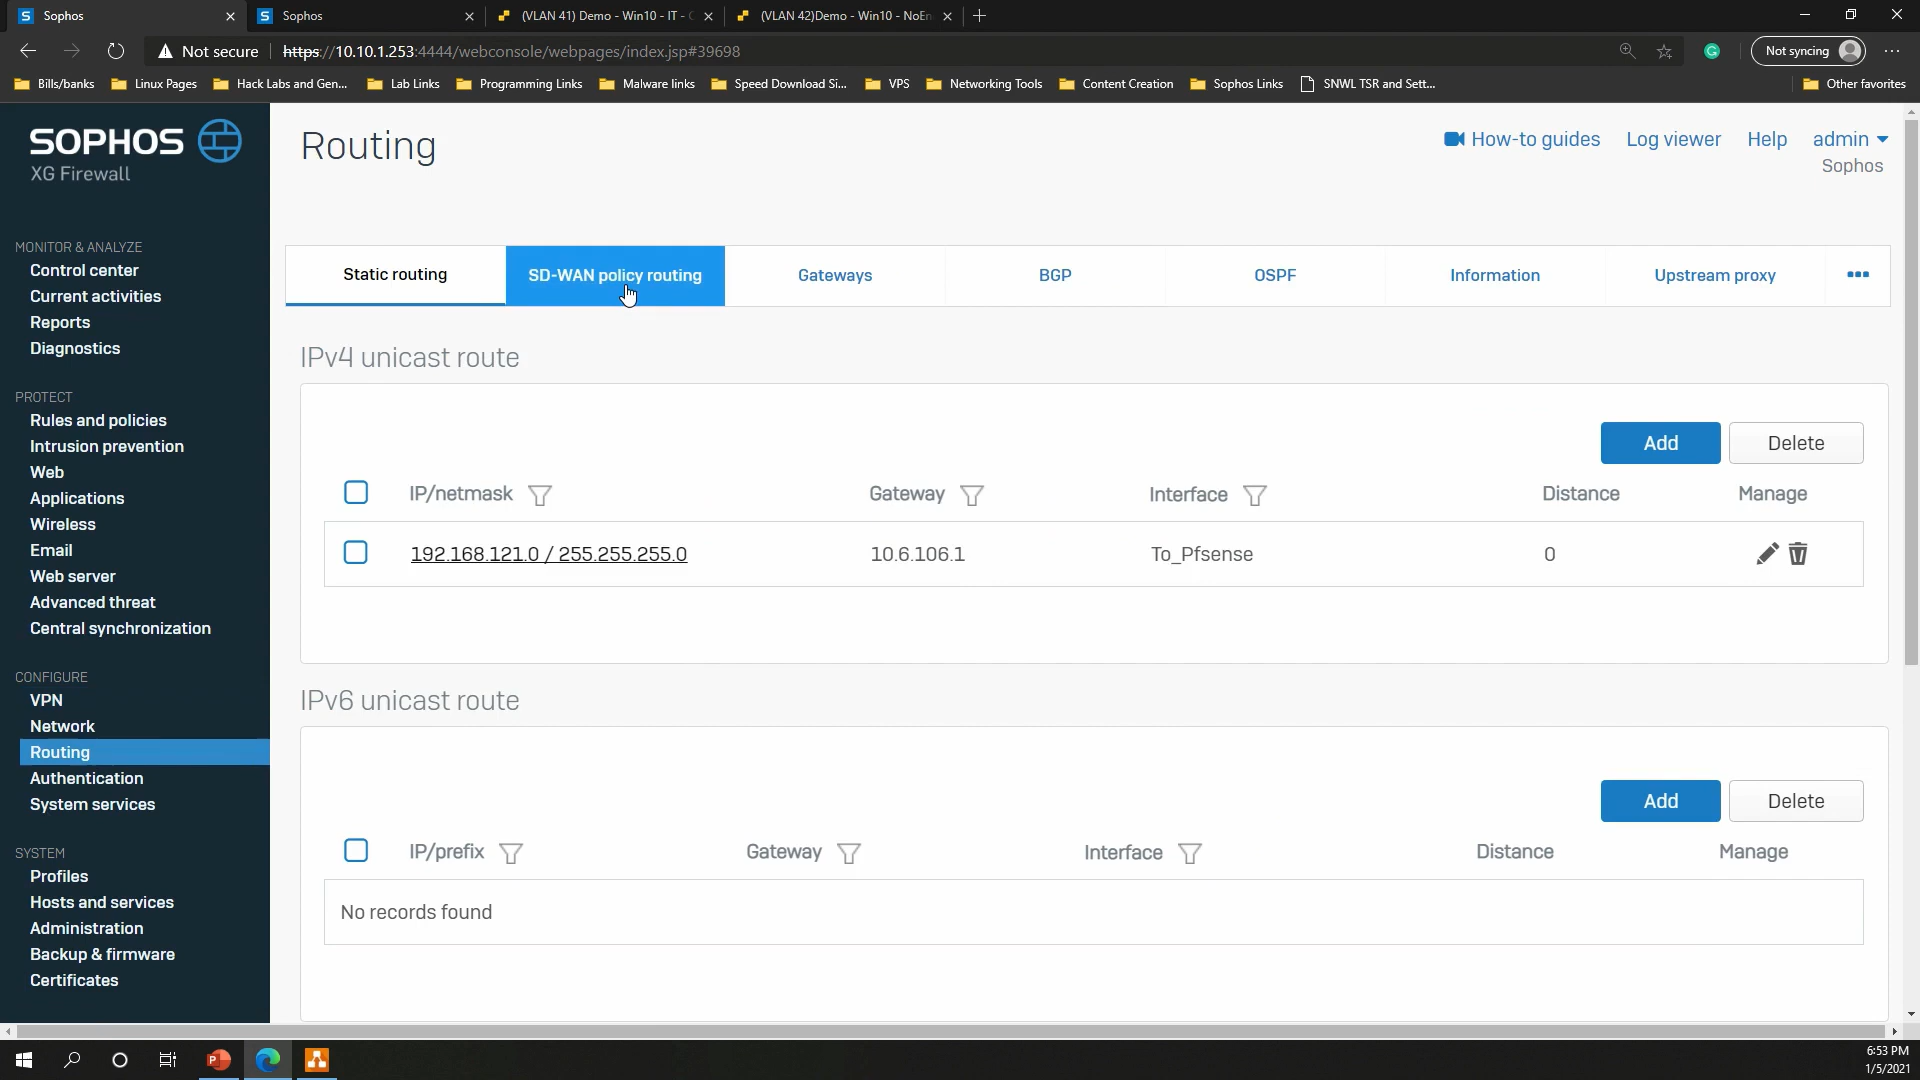 Sophos
Sophos
(VLAN 41) Demo - Win10 - IT -
(VLAN 42)Demo - Win10 - NoEn
Not secure
https://10.10.1.253:4444/webconsole/webpages/index.jsp#39698
Not syncing
Bills/banks
Linux Pages
Hack Labs and Gen...
Lab Links
Programming Links
Malware links
Speed Download Si...
VPS
Networking Tools
Content Creation
Sophos Links
SNWL TSR and Sett...
Other favorites
SOPHOS
XG Firewall
Routing
How-to guides
Log viewer
Help
admin
Sophos
MONITOR & ANALYZE
Control center
Current activities
Reports
Diagnostics
PROTECT
Rules and policies
Intrusion prevention
Web
Applications
Wireless
Email
Web server
Advanced threat
Central synchronization
CONFIGURE
VPN
Network
Routing
Authentication
System services
SYSTEM
Profiles
Hosts and services
Administration
Backup & firmware
Certificates
Static routing
SD-WAN policy routing
Gateways
BGP
OSPF
Information
Upstream proxy
IPv4 unicast route
Add
Delete
IP/netmask
Gateway
Interface
Distance
Manage
192.168.121.0 / 255.255.255.0
10.6.106.1
To_Pfsense
0
IPv6 unicast route
Add
Delete
IP/prefix
Gateway
Interface
Distance
Manage
No records found
6:53 PM
1/5/2021